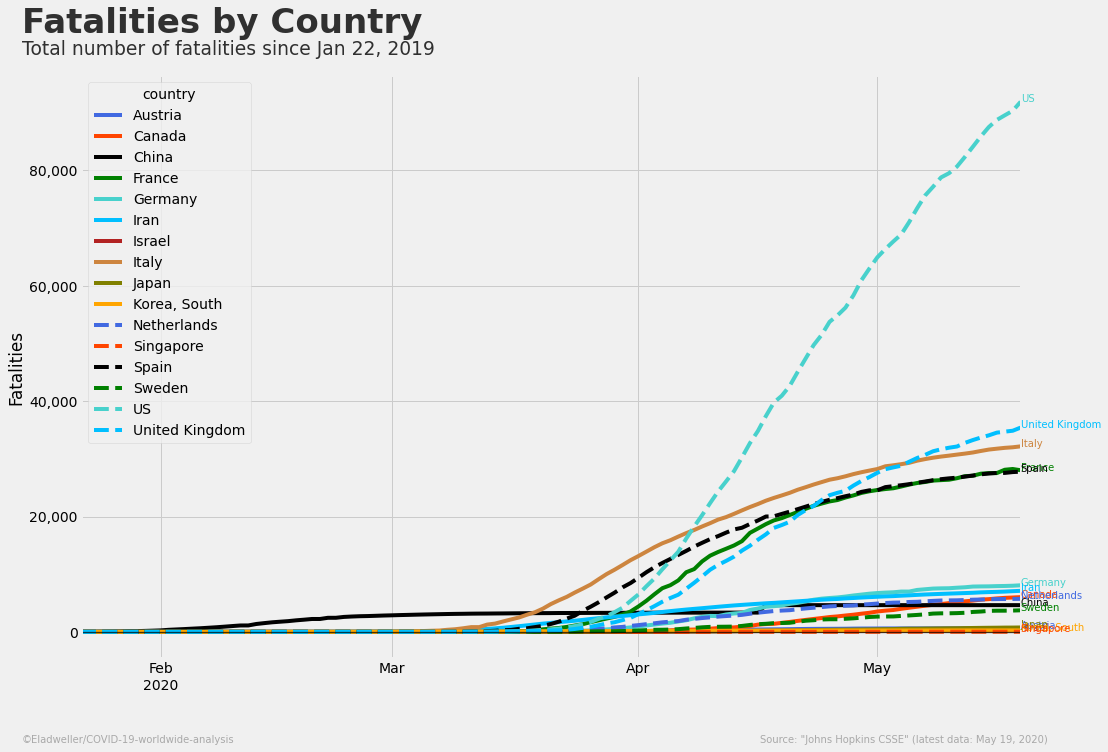 Fatalities by Country
Total number of fatalities since Jan 22, 2019
country
Austria
Canada
China
France
Germany
Iran
Israel
Italy
Japan
Korea, South
Netherlands
Singapore
Spain
Sweden
US
United Kingdom
Fatalities
80,000
60,000
40,000
20,000
0
Feb
2020
Mar
Apr
May
US
United Kingdom
Italy
France
Spain
Germany
Iran
Canada
Netherlands
China
Sweden
Japan
Austria
Singapore
©Eladweller/COVID-19-worldwide-analysis
Source: "Johns Hopkins CSSE" (latest data: May 19, 2020)